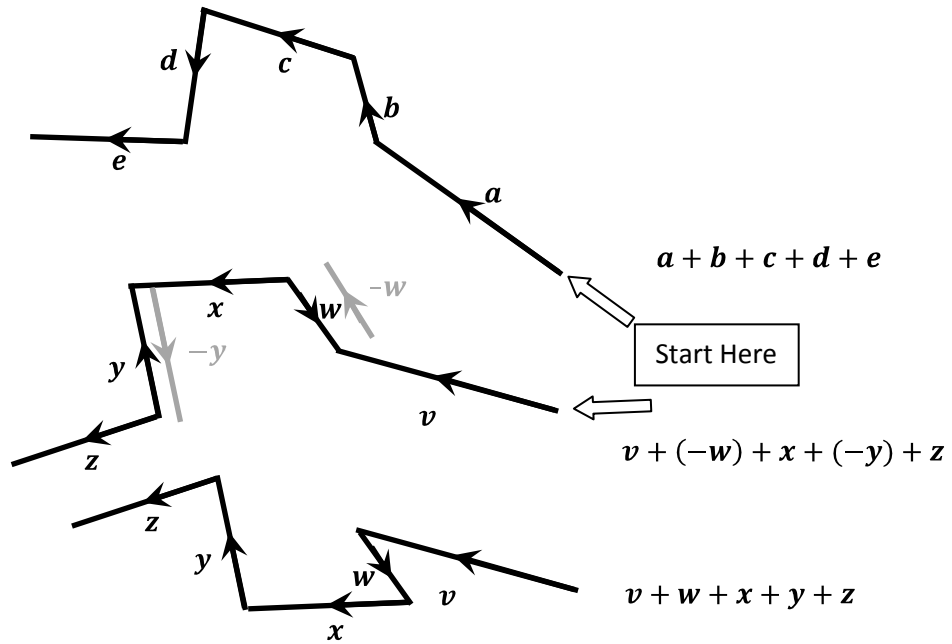 d
c
b
e
a
a + b + c + d + e
x
w
−w
−y
y
Start Here
v
z
v + (−w) + x + (−y) + z
z
y
w
v
v + w + x + y + z
x